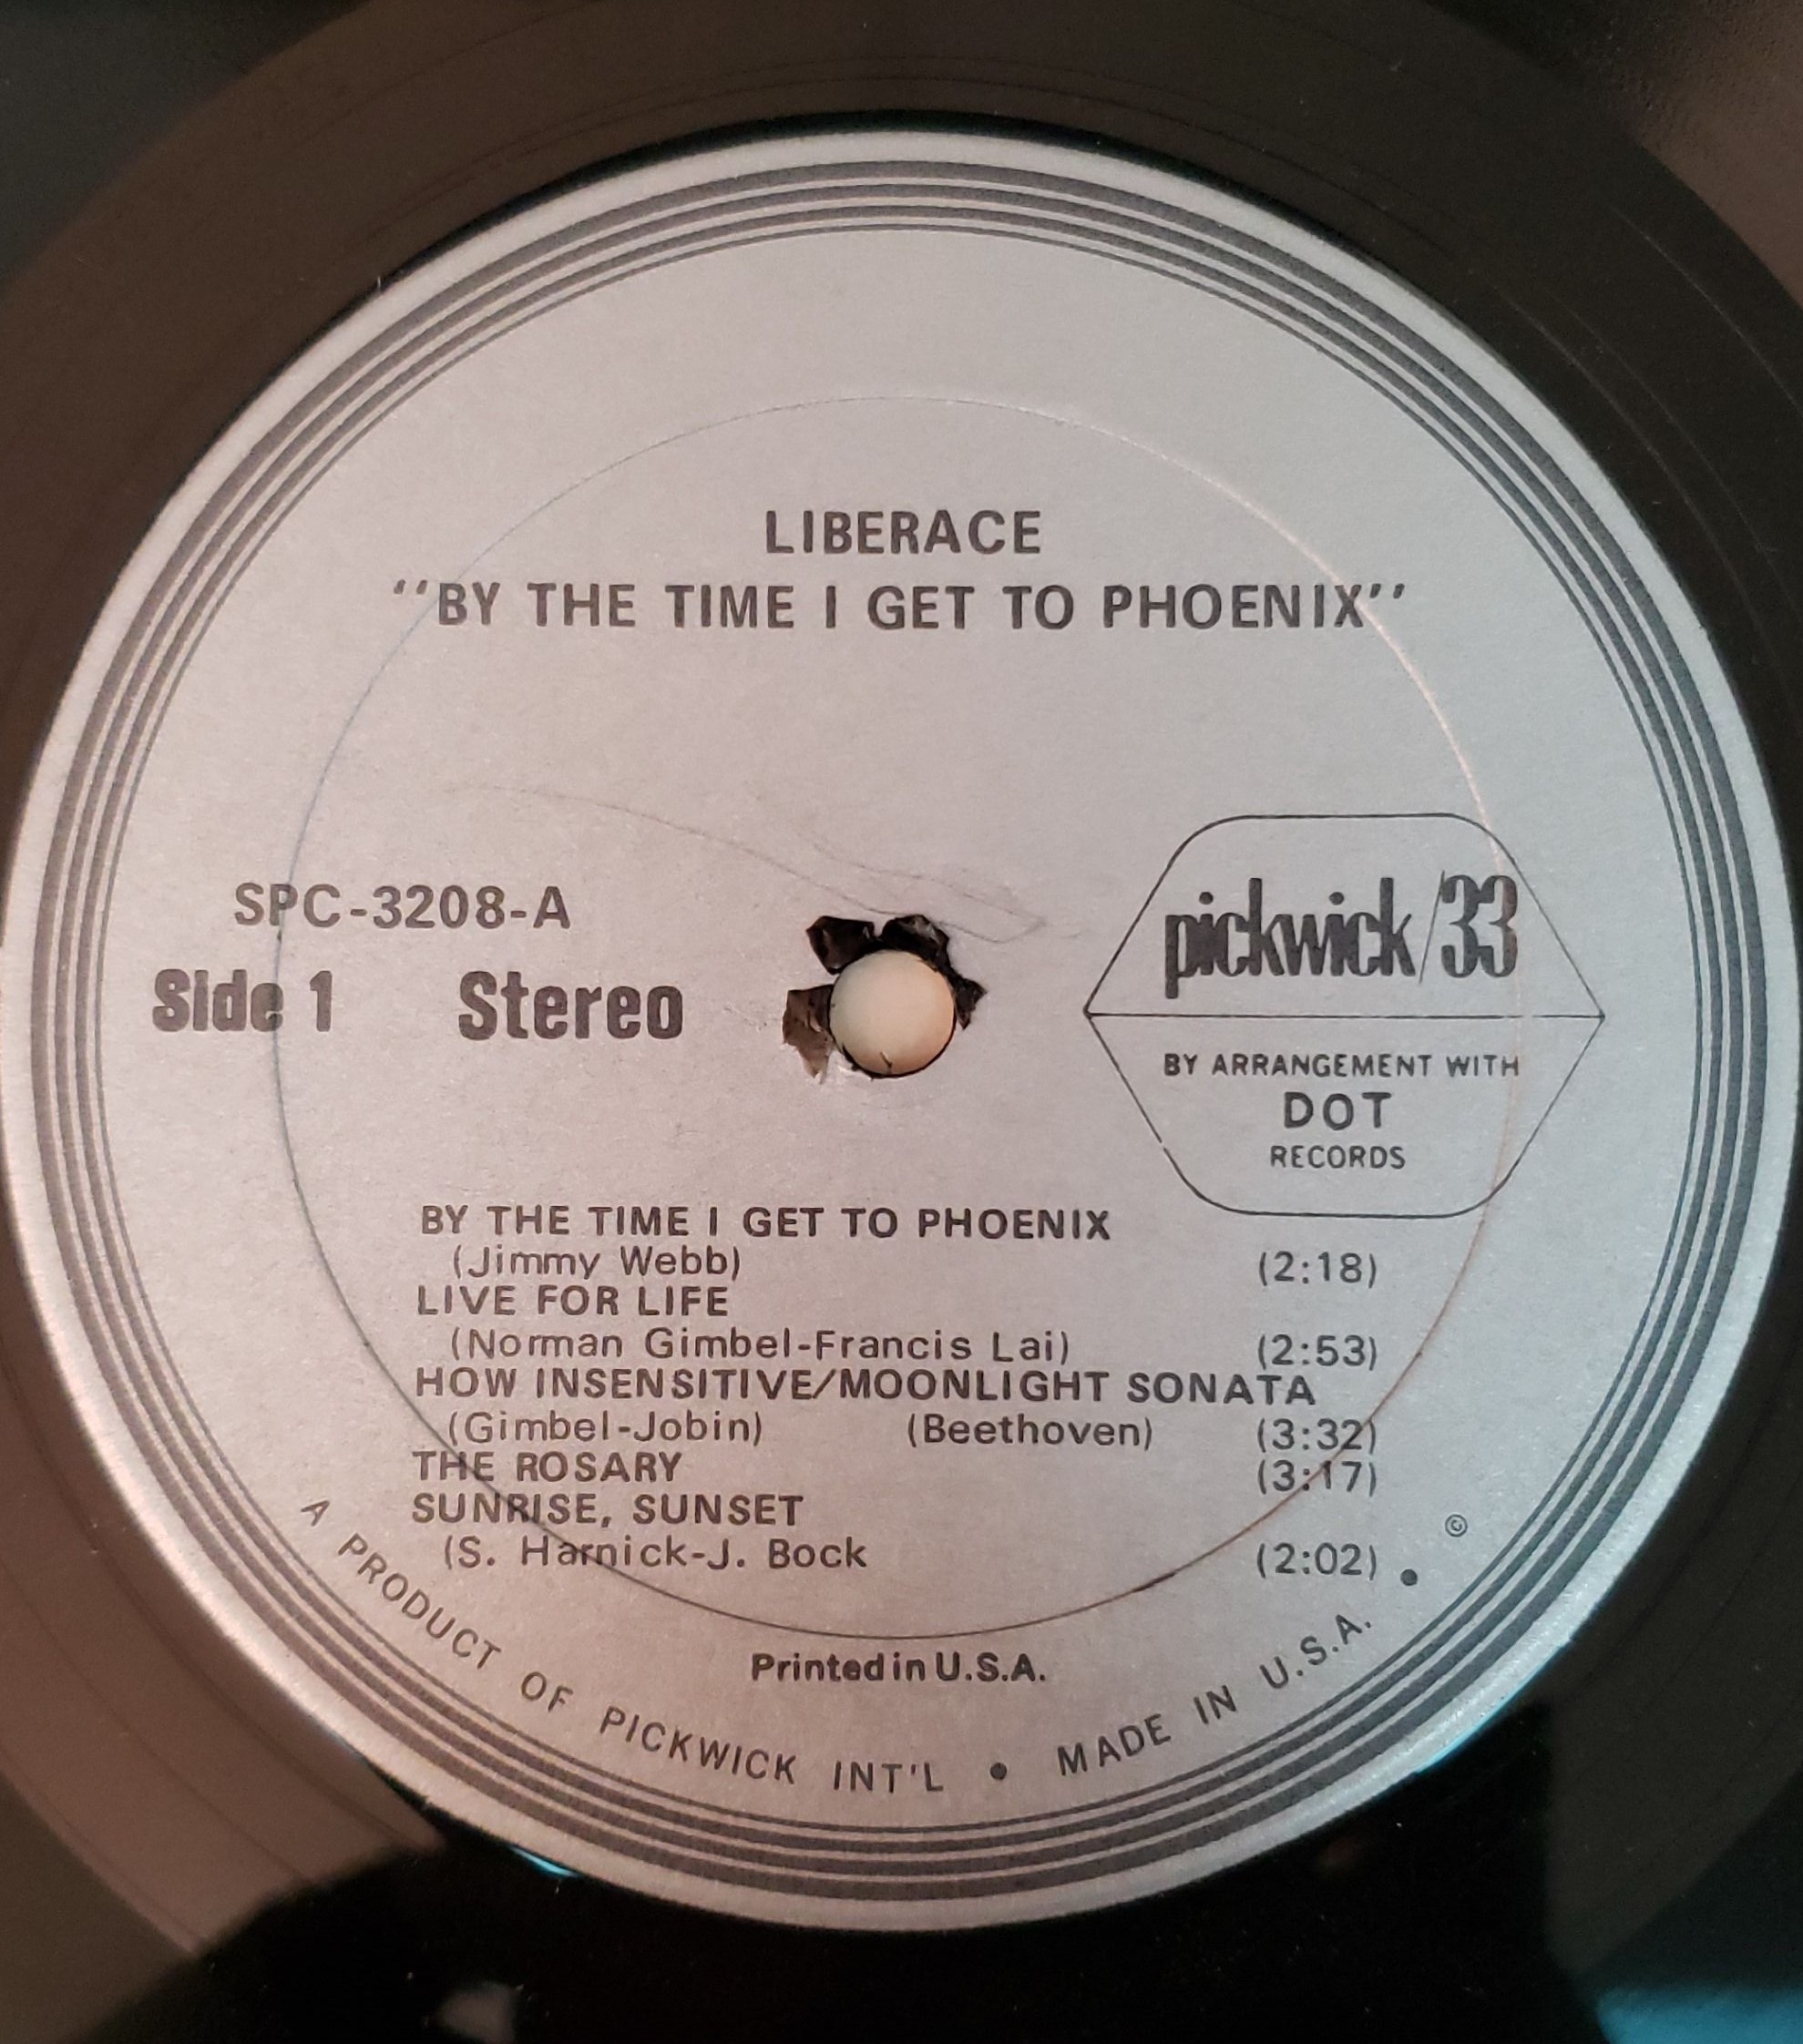 LIBERACE
"BY THE TIME I GET TO PHOENIX"
SPC-3208-A
Side 1 Stereo
pickwick/33
BY ARRANGEMENT WITH
DOT
RECORDS
BY THE TIME I GET TO PHOENIX
(Jimmy Webb) (2:18)
LIVE FOR LIFE
(Norman Gimbel-Francis Lai) (2:53)
HOW INSENSITIVE/MOONLIGHT SONATA
(Gimbel-Jobin) (Beethoven) (3:32)
THE ROSARY (3:17)
SUNRISE, SUNSET
(S. Harnick-J. Bock (2:02)
©
Printed in U.S.A.
A PRODUCT OF PICKWICK INT'L • MADE IN U.S.A. •